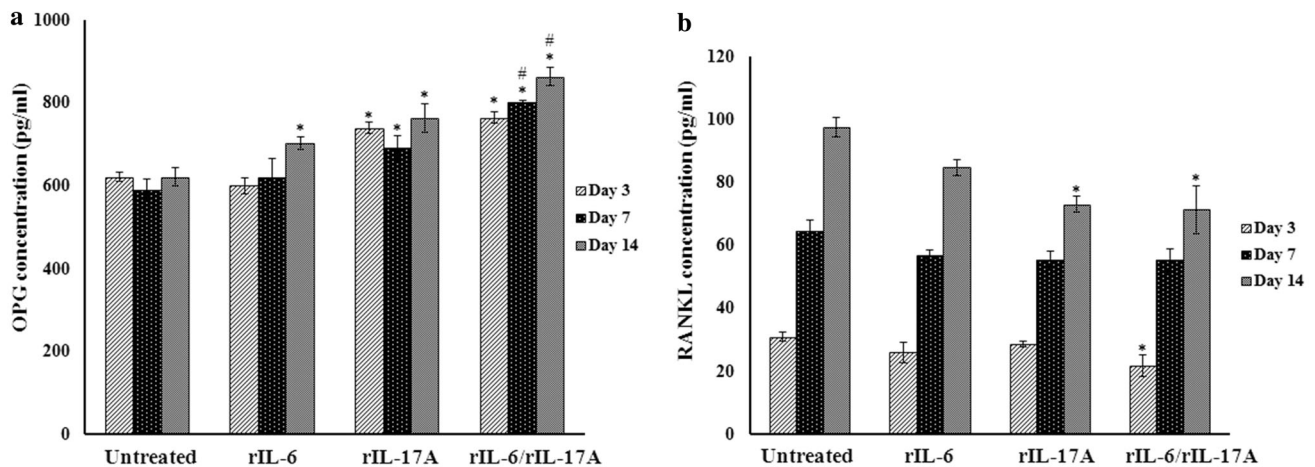 a
OPG concentration (pg/ml)
1000
800
600
400
200
0
#
* * * * * * *
#
Day 3
Day 7
Day 14
Untreated rIL-6 rIL-17A rIL-6/rIL-17A
b
RANKL concentration (pg/ml)
120
100
80
60
40
20
0
* * *
Day 3
Day 7
Day 14
Untreated rIL-6 rIL-17A rIL-6/rIL-17A